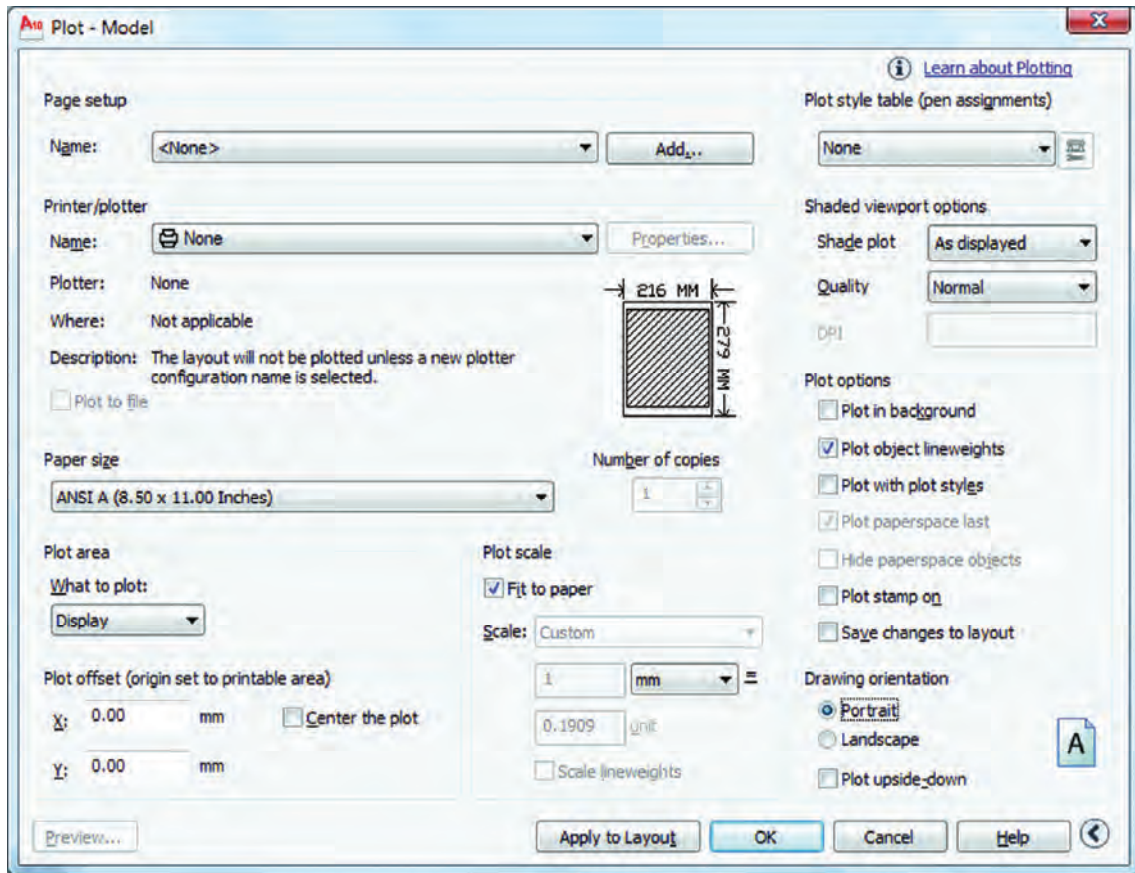 A10 Plot - Model
Learn about Plotting
Page setup
Name: <None> Add...
Plot style table (pen assignments)
None
Printer/plotter
Name: None Properties...
Plotter: None
Where: Not applicable
Description: The layout will not be plotted unless a new plotter
configuration name is selected.
Plot to file
216 MM
279 MM
Shaded viewport options
Shade plot As displayed
Quality Normal
DPI
Paper size
ANSI A (8.50 x 11.00 Inches)
Number of copies
1
Plot options
Plot in background
Plot object lineweights
Plot with plot styles
Plot paperspace last
Hide paperspace objects
Plot stamp on
Save changes to layout
Plot area
What to plot:
Display
Plot scale
Fit to paper
Scale: Custom
1 mm =
0.1909 unit
Scale lineweights
Plot offset (origin set to printable area)
X: 0.00 mm Center the plot
Y: 0.00 mm
Drawing orientation
Portrait
Landscape
Plot upside-down
A
Preview... Apply to Layout OK Cancel Help